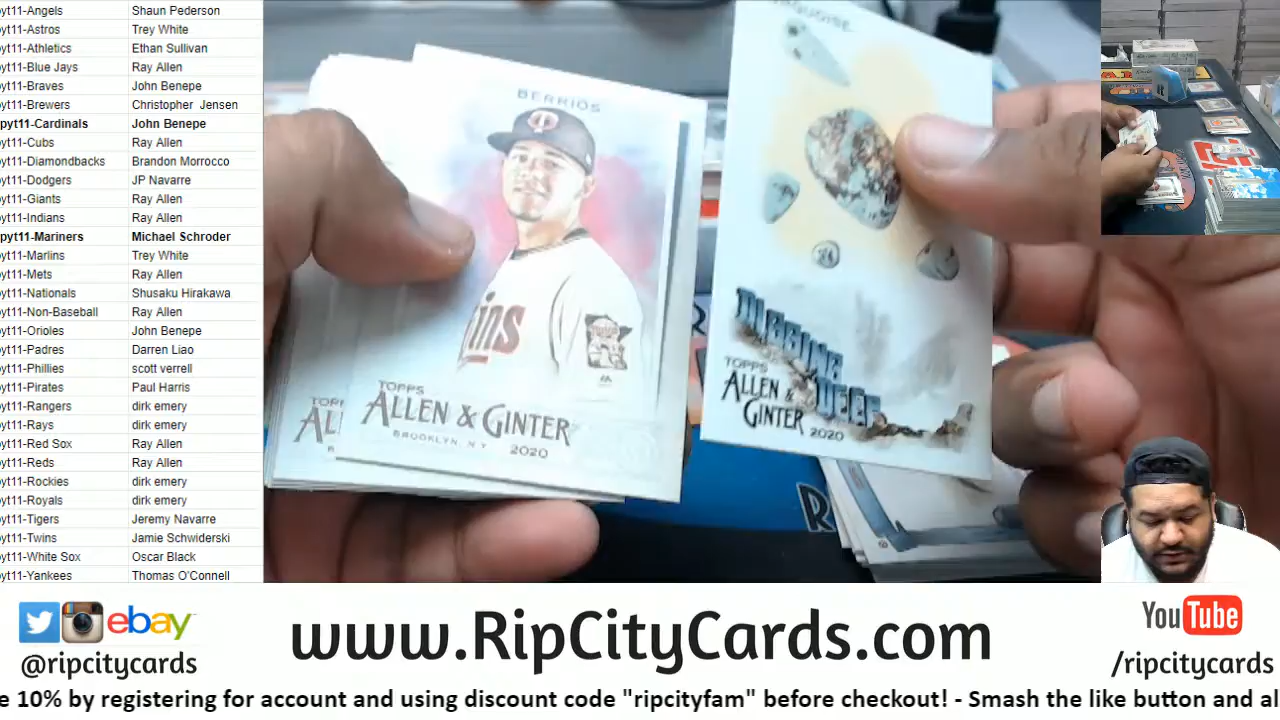 pyt11-Angels Shaun Pederson
pyt11-Astros Trey White
pyt11-Athletics Ethan Sullivan
pyt11-Blue Jays Ray Allen
pyt11-Braves John Benepe
pyt11-Brewers Christopher Jensen
pyt11-Cardinals John Benepe
pyt11-Cubs Ray Allen
pyt11-Diamondbacks Brandon Morrocco
pyt11-Dodgers JP Navarre
pyt11-Giants Ray Allen
pyt11-Indians Ray Allen
pyt11-Mariners Michael Schroder
pyt11-Marlins Trey White
pyt11-Mets Ray Allen
pyt11-Nationals Shusaku Hirakawa
pyt11-Non-Baseball Ray Allen
pyt11-Orioles John Benepe
pyt11-Padres Darren Liao
pyt11-Phillies scott verrell
pyt11-Pirates Paul Harris
pyt11-Rangers dirk emery
pyt11-Rays dirk emery
pyt11-Red Sox Ray Allen
pyt11-Reds Ray Allen
pyt11-Rockies dirk emery
pyt11-Royals dirk emery
pyt11-Tigers Jeremy Navarre
pyt11-Twins Jamie Schwiderski
pyt11-White Sox Oscar Black
pyt11-Yankees Thomas O'Connell
BERRIOS
TOPPS
ALLEN & GINTER
BROOKLYN, N.Y.
2020
DIGGING
DEEP
TOPPS
ALLEN &
GINTER
2020
ebay
@ripcitycards
www.RipCityCards.com
YouTube
/ripcitycards
e 10% by registering for account and using discount code "ripcityfam" before checkout! - Smash the like button and al